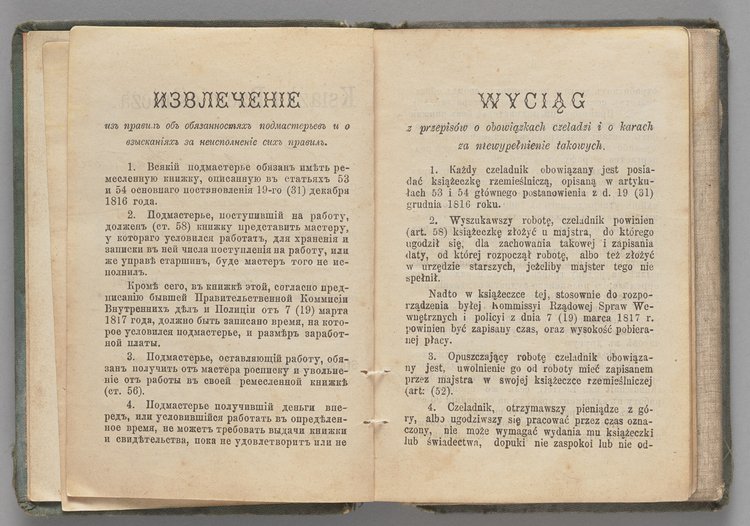 ИЗВЛЕЧЕНІЕ
изъ правилъ объ обязанностяхъ подмастерьевъ и о
взысканіяхъ за неисполненіе сихъ правилъ.
1. Всякій подмастерье обязанъ имѣть ре-
месленную книжку, описанную въ статьяхъ 53
и 54 основнаго постановленія 19-го (31) декабря
1816 года.
2. Подмастерье, поступившій на работу,
долженъ (ст. 58) книжку представить мастеру,
у котораго условился работать, для храненія и
записки въ ней числа поступленія на работу, или
же управѣ старшинъ, буде мастеръ того не ис-
полнилъ.
Кромѣ сего, въ книжкѣ этой, согласно пред-
писанію бывшей Правительственной Коммисіи
Внутреннихъ дѣлъ и Полиціи отъ 7 (19) марта
1817 года, должно быть записано время, на кото-
рое условился подмастерье, и размѣръ заработ-
ной платы.
3. Подмастерье, оставляющій работу, обя-
занъ получить отъ мастера росписку и увольне-
ніе отъ работы въ своей ремесленной книжкѣ
(ст. 56).
4. Подмастерье получившій деньги впе-
редъ, или условившійся работать въ опредѣлен-
ное время, не можетъ требовать выдачи книжки
и свидѣтельства, пока не удовлетворитъ или не
WYCIĄG
z przepisów o obowiązkach czeladzi i o karach
za niewypełnienie takowych.
1. Każdy czeladnik obowiązany jest posia-
dać książeczkę rzemieślniczą, opisaną w artyku-
łach 53 i 54 głównego postanowienia z d. 19 (31)
grudnia 1816 roku.
2. Wyszukawszy robotę, czeladnik powinien
(art. 58) książeczkę złożyć u majstra, do którego
ugodził się, dla zachowania takowej i zapisania
daty, od której rozpoczął robotę, albo też złożyć
w urzędzie starszych, jeżeliby majster tego nie
spełnił.
Nadto w książeczce tej, stosownie do rozpo-
rządzenia byłej Kommissyi Rządowej Spraw We-
wnętrznych i policyi z dnia 7 (19) marca 1817 r.
powinien być zapisany czas, oraz wysokość pobiera-
nej płacy.
3. Opuszczający robotę czeladnik obowiąza-
ny jest, uwolnienie go od roboty mieć zapisanem
przez majstra w swojej książeczce rzemieślniczej
(art: (52).
4. Czeladnik, otrzymawszy pieniądze z gó-
ry, albo ugodziwszy się pracować przez czas ozna-
czony, nie może wymagać wydania mu książeczki
lub świadectwa, dopuki nie zaspokoi lub nie od-